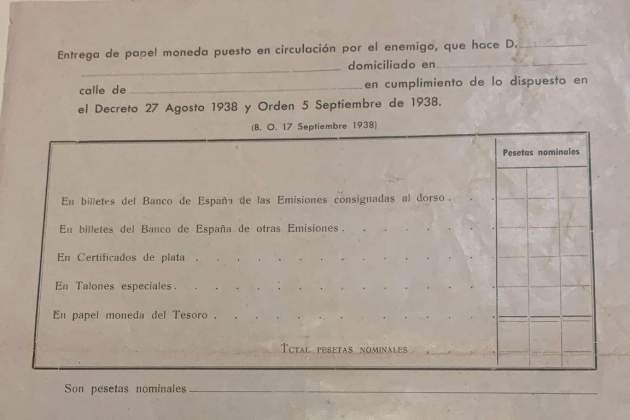 Entrega de papel moneda puesto en circulación por el enemigo, que hace D.
domiciliado en
calle de en cumplimiento de lo dispuesto en
el Decreto 27 Agosto 1938 y Orden 5 Septiembre de 1938.
(B. O. 17 Septiembre 1938)
Pesetas nominales
En billetes del Banco de España de las Emisiones consignadas al dorso . .
En billetes del Banco de España de otras Emisiones . . . . . . .
En Certificados de plata . . . . . . . . . . .
En Talones especiales . . . . . . . . . . . .
En papel moneda del Tesoro . . . . . . . . . .
Total pesetas nominales
Son pesetas nominales